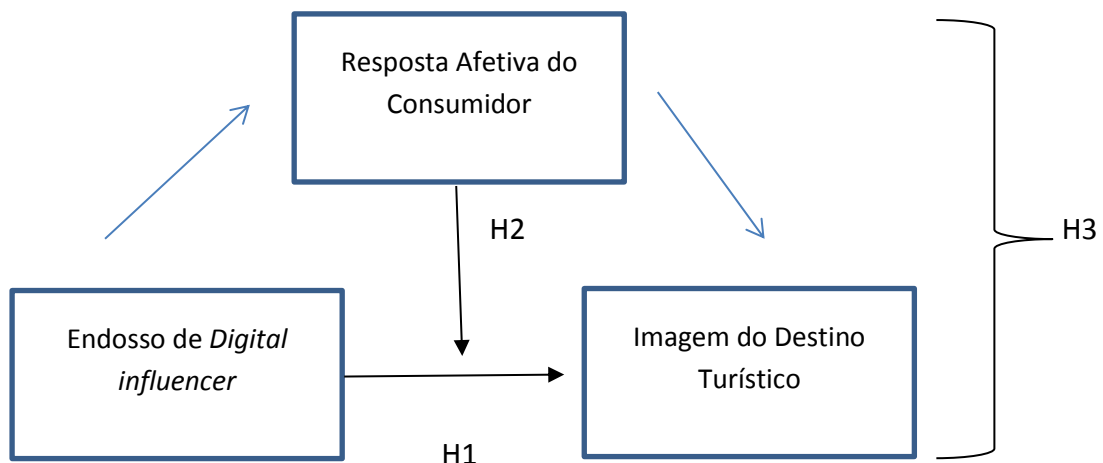 Resposta Afetiva do
Consumidor
H2
H3
Endosso de Digital
influencer
Imagem do Destino
Turístico
H1